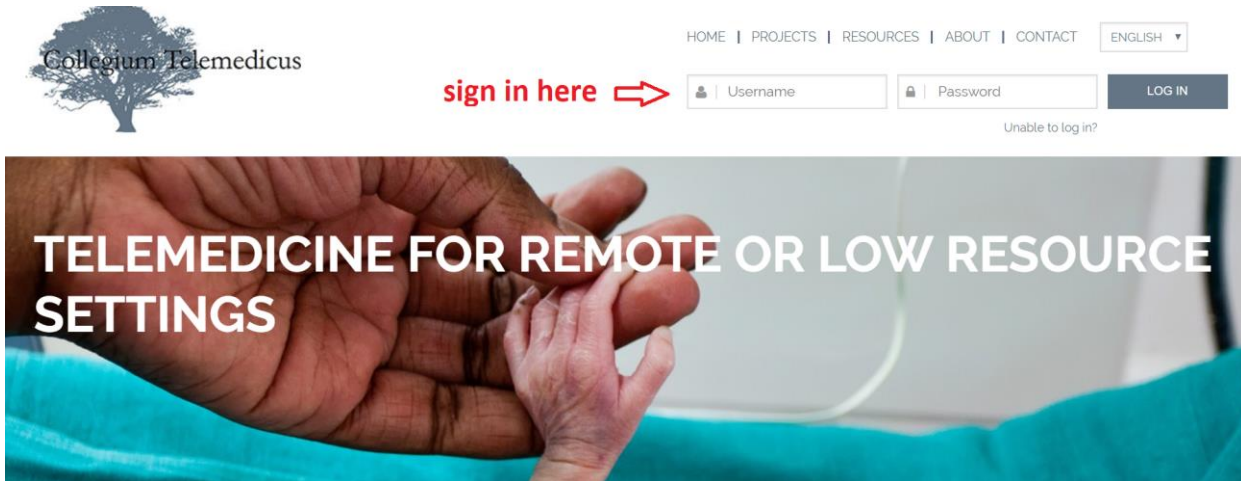 Collegium Telemedicus
HOME | PROJECTS | RESOURCES | ABOUT | CONTACT
ENGLISH
sign in here
Username
Password
LOG IN
Unable to log in?
TELEMEDICINE FOR REMOTE OR LOW RESOURCE
SETTINGS